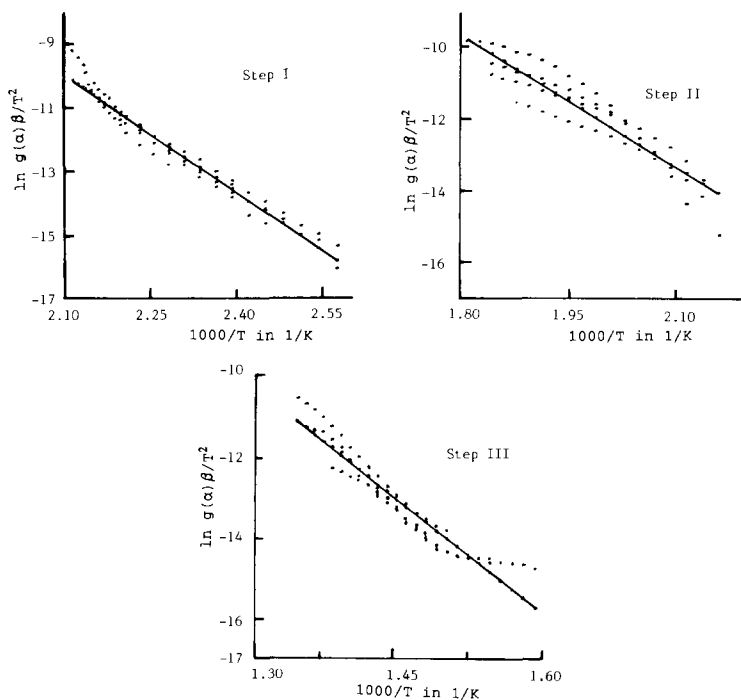 -9
-11
-13
-15
-17
ln g(α)β/T²
Step I
2.10 2.25 2.40 2.55
1000/T in 1/K
-10
-12
-14
-16
ln g(α)β/T²
Step II
1.80 1.95 2.10
1000/T in 1/K
-10
-12
-14
-16
-17
ln g(α)β/T²
Step III
1.30 1.45 1.60
1000/T in 1/K